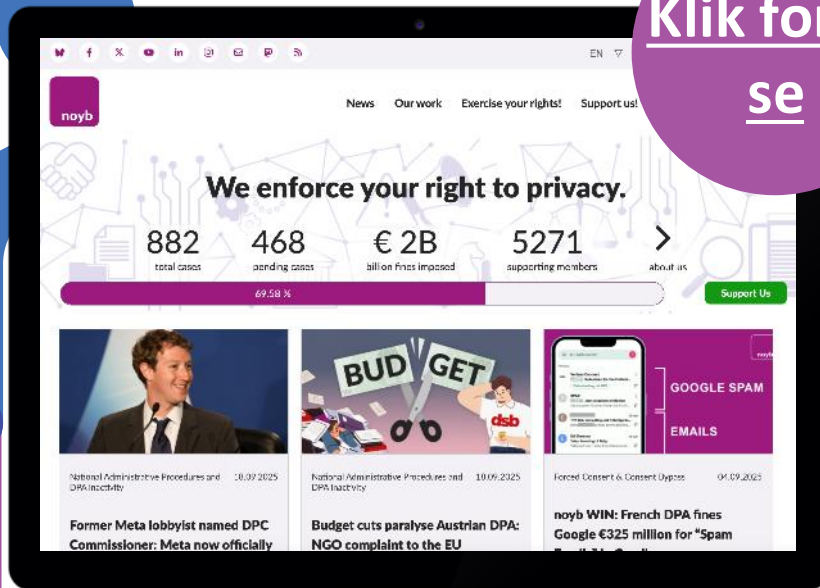 Klik for
se
EN
noyb
News Our work Exercise your rights! Support us!
We enforce your right to privacy.
882 468 € 2B 5271
total cases pending cases billion fines imposed supporting members about us
69.58 %
Support Us
BUDGET
dsb
GOOGLE SPAM
EMAILS
National Administrative Procedures and 18.09.2025
DPA Inactivity
Former Meta lobbyist named DPC
Commissioner: Meta now officially
National Administrative Procedures and 10.09.2025
DPA Inactivity
Budget cuts paralyse Austrian DPA:
NGO complaint to the EU
Forced Consent & Consent Bypass 04.09.2025
noyb WIN: French DPA fines
Google €325 million for “Spam